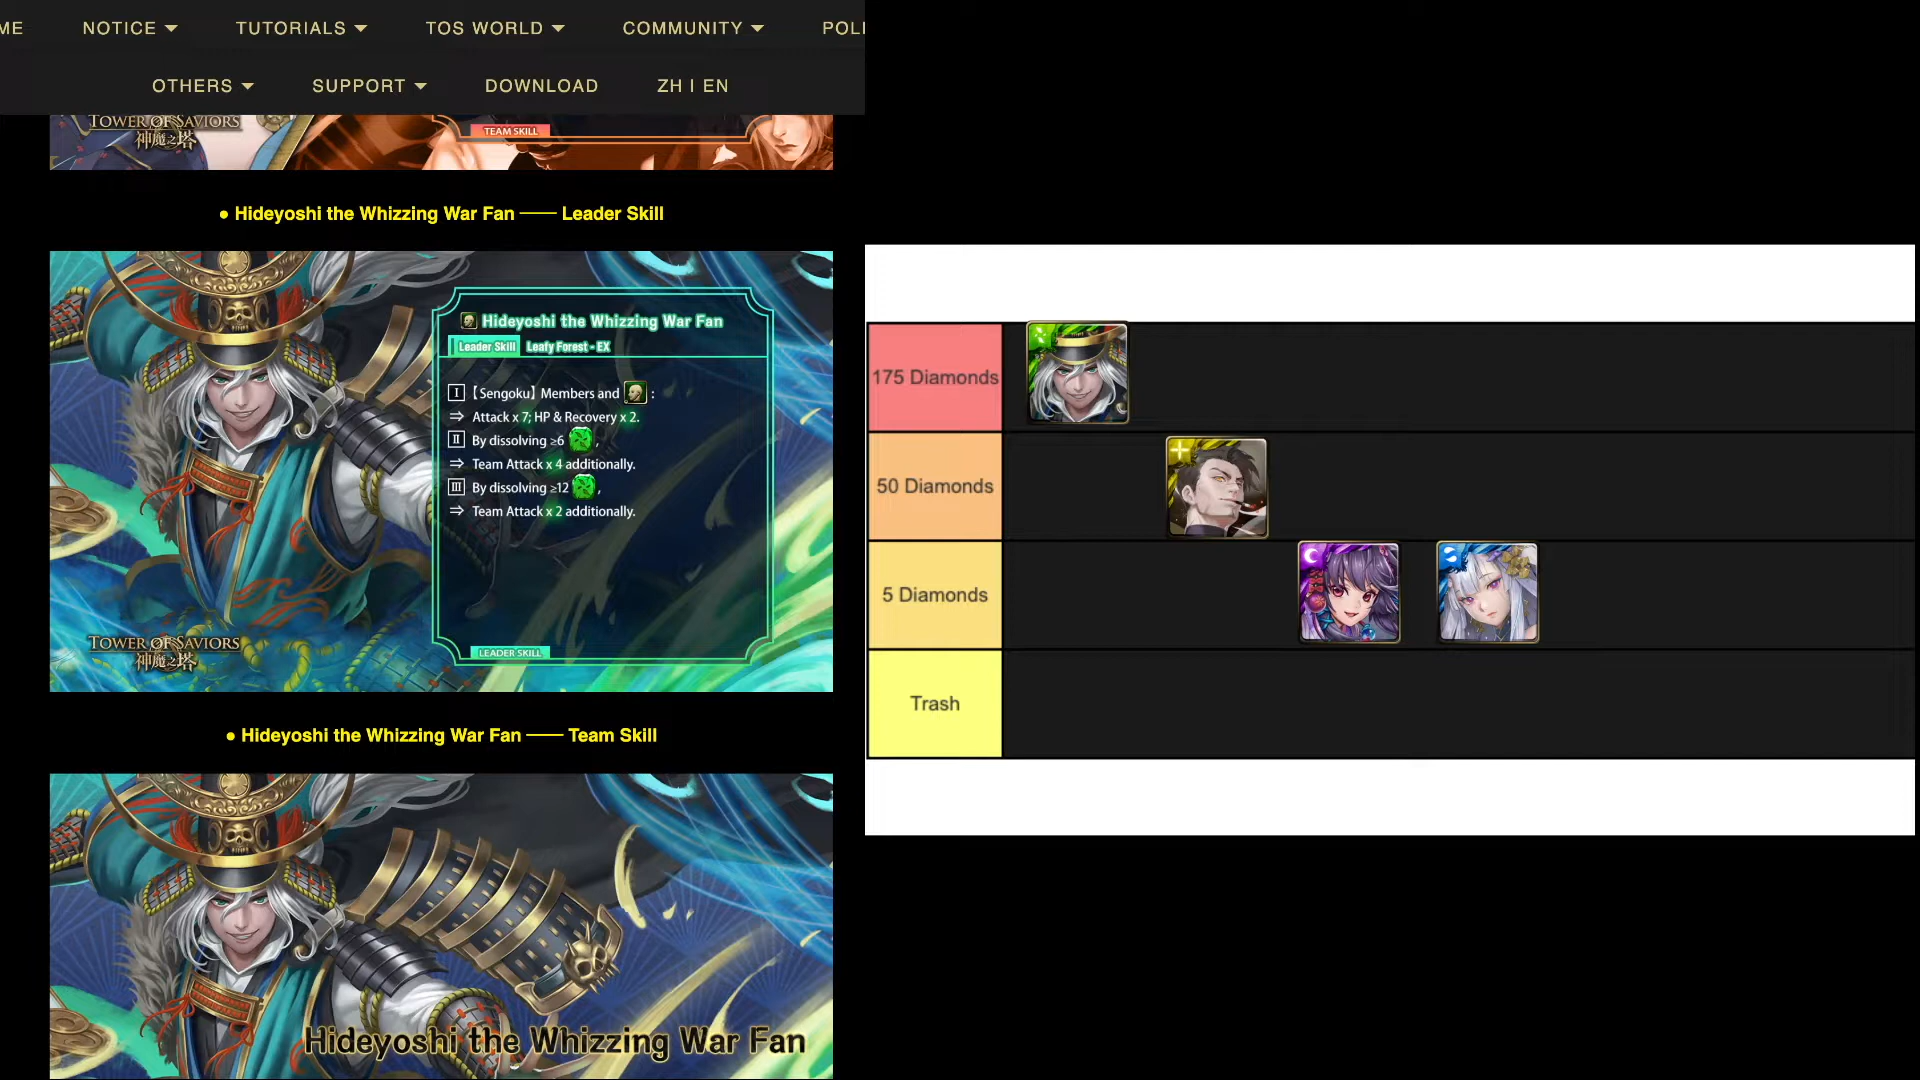 ME NOTICE TUTORIALS TOS WORLD COMMUNITY POLI
OTHERS SUPPORT DOWNLOAD ZH I EN
TOWER OF SAVIORS
神魔之塔
TEAM SKILL
● Hideyoshi the Whizzing War Fan —— Leader Skill
Hideyoshi the Whizzing War Fan
Leader Skill Leafy Forest - EX
I【Sengoku】Members and :
⇒ Attack x 7; HP & Recovery x 2.
II By dissolving ≥6 ,
⇒ Team Attack x 4 additionally.
III By dissolving ≥12 ,
⇒ Team Attack x 2 additionally.
TOWER OF SAVIORS
神魔之塔
LEADER SKILL
● Hideyoshi the Whizzing War Fan —— Team Skill
Hideyoshi the Whizzing War Fan
175 Diamonds
50 Diamonds
5 Diamonds
Trash